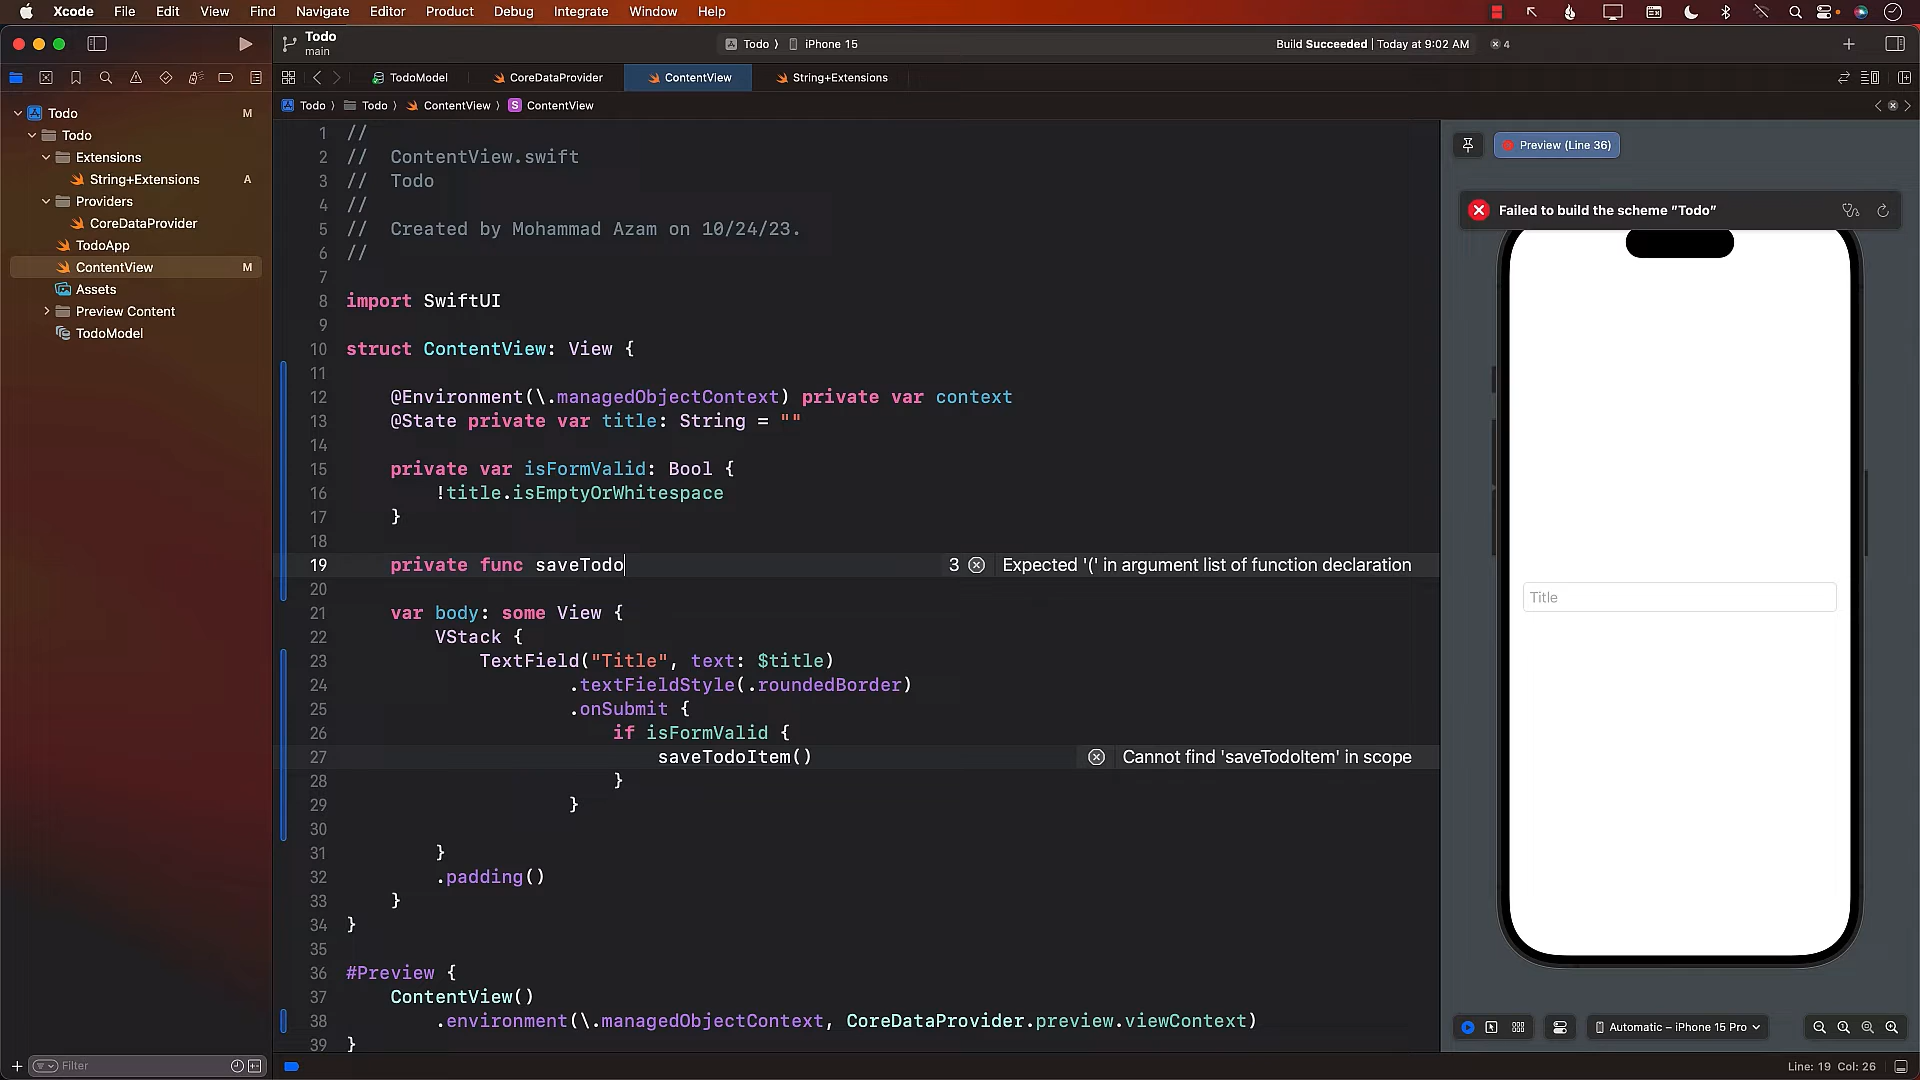 Xcode File Edit View Find Navigate Editor Product Debug Integrate Window Help
Todo
main
Todo 〉 iPhone 15
Build Succeeded | Today at 9:02 AM
4
TodoModel
CoreDataProvider
ContentView
String+Extensions
Todo 〉 Todo 〉 ContentView 〉 S ContentView
Todo M
Todo
Extensions
String+Extensions A
Providers
CoreDataProvider
TodoApp
ContentView M
Assets
Preview Content
TodoModel
Filter
1 //
2 //  ContentView.swift
3 //  Todo
4 //
5 //  Created by Mohammad Azam on 10/24/23.
6 //
7
8 import SwiftUI
9
10 struct ContentView: View {
11
12     @Environment(\.managedObjectContext) private var context
13     @State private var title: String = ""
14
15     private var isFormValid: Bool {
16         !title.isEmptyOrWhitespace
17     }
18
19     private func saveTodo 3 Expected '(' in argument list of function declaration
20
21     var body: some View {
22         VStack {
23             TextField("Title", text: $title)
24                     .textFieldStyle(.roundedBorder)
25                     .onSubmit {
26                         if isFormValid {
27                             saveTodoItem() Cannot find 'saveTodoItem' in scope
28                         }
29                     }
30
31         }
32         .padding()
33     }
34 }
35
36 #Preview {
37     ContentView()
38         .environment(\.managedObjectContext, CoreDataProvider.preview.viewContext)
39 }
Preview (Line 36)
Failed to build the scheme "Todo"
Title
Automatic – iPhone 15 Pro
Line: 19 Col: 26